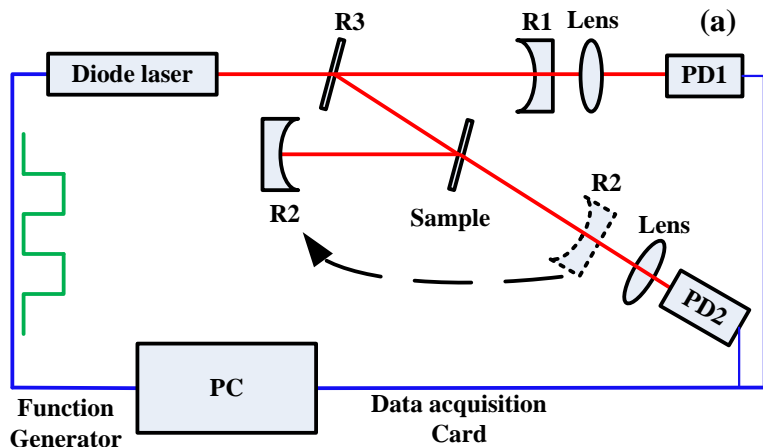 (a)
R3
R1
Lens
Diode laser
PD1
R2
Sample
R2
Lens
PD2
PC
Function
Generator
Data acquisition
Card